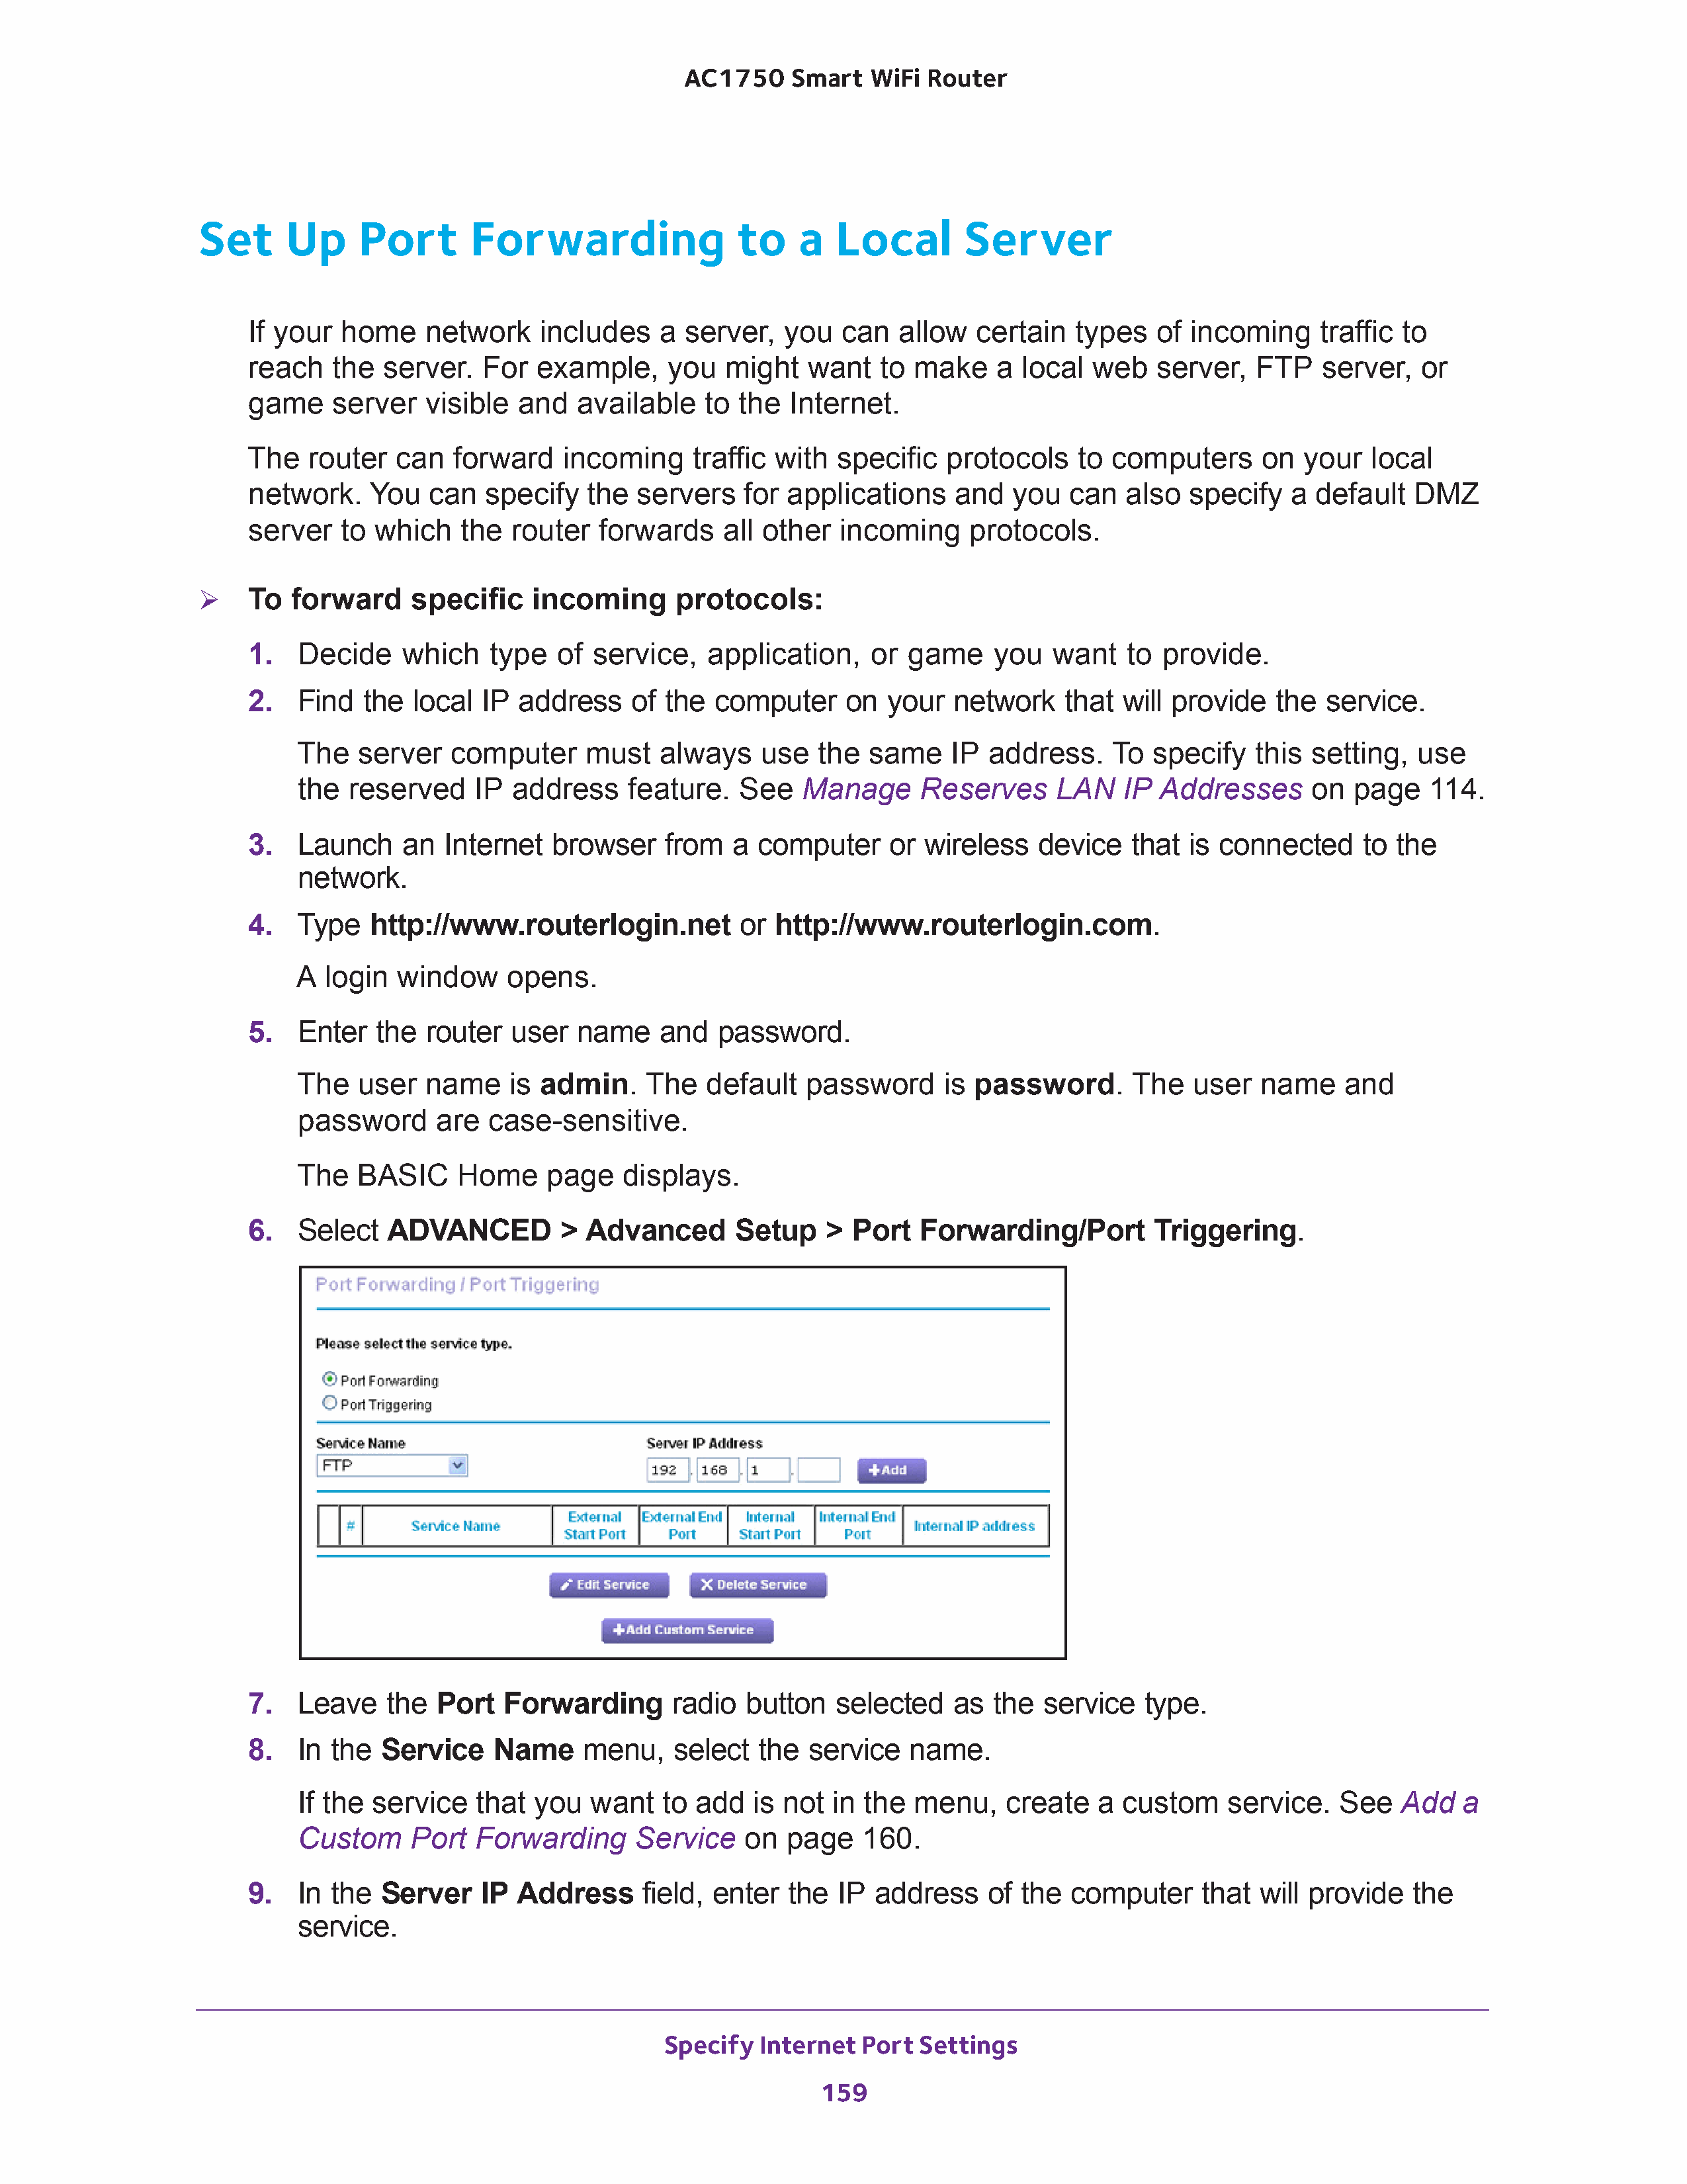 AC1750 Smart WiFi Router
Set Up Port Forwarding to a Local Server
If your home network includes a server, you can allow certain types of incoming traffic to
reach the server. For example, you might want to make a local web server, FTP server, or
game server visible and available to the Internet.
The router can forward incoming traffic with specific protocols to computers on your local
network. You can specify the servers for applications and you can also specify a default DMZ
server to which the router forwards all other incoming protocols.
➢ To forward specific incoming protocols:
1. Decide which type of service, application, or game you want to provide.
2. Find the local IP address of the computer on your network that will provide the service.
The server computer must always use the same IP address. To specify this setting, use
the reserved IP address feature. See Manage Reserves LAN IP Addresses on page 114.
3. Launch an Internet browser from a computer or wireless device that is connected to the
network.
4. Type http://www.routerlogin.net or http://www.routerlogin.com.
A login window opens.
5. Enter the router user name and password.
The user name is admin. The default password is password. The user name and
password are case-sensitive.
The BASIC Home page displays.
6. Select ADVANCED > Advanced Setup > Port Forwarding/Port Triggering.
Port Forwarding / Port Triggering
Please select the service type.
Port Forwarding
Port Triggering
Service Name Server IP Address
FTP 192 . 168 . 1 . +Add
# Service Name External Start Port External End Port Internal Start Port Internal End Port Internal IP address
Edit Service X Delete Service
+Add Custom Service
7. Leave the Port Forwarding radio button selected as the service type.
8. In the Service Name menu, select the service name.
If the service that you want to add is not in the menu, create a custom service. See Add a
Custom Port Forwarding Service on page 160.
9. In the Server IP Address field, enter the IP address of the computer that will provide the
service.
Specify Internet Port Settings
159